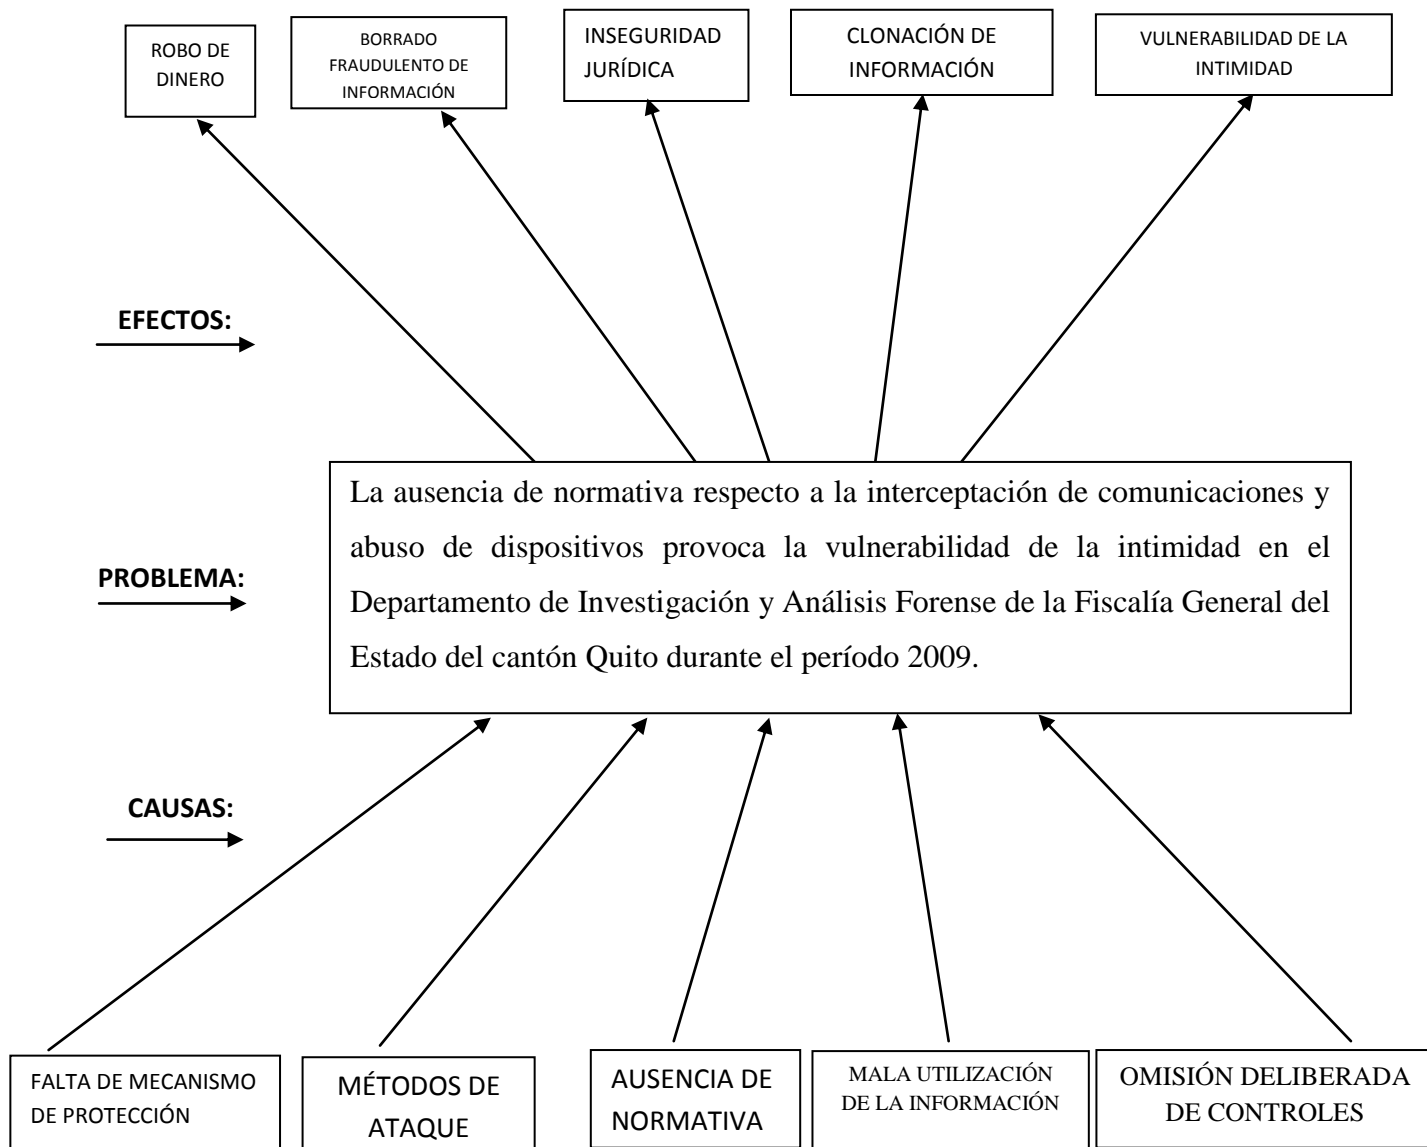 ROBO DE
DINERO
BORRADO
FRAUDULENTO DE
INFORMACIÓN
INSEGURIDAD
JURÍDICA
CLONACIÓN DE
INFORMACIÓN
VULNERABILIDAD DE LA
INTIMIDAD
EFECTOS:
La ausencia de normativa respecto a la interceptación de comunicaciones y
abuso de dispositivos provoca la vulnerabilidad de la intimidad en el
Departamento de Investigación y Análisis Forense de la Fiscalía General del
Estado del cantón Quito durante el período 2009.
PROBLEMA:
CAUSAS:
FALTA DE MECANISMO
DE PROTECCIÓN
MÉTODOS DE
ATAQUE
AUSENCIA DE
NORMATIVA
MALA UTILIZACIÓN
DE LA INFORMACIÓN
OMISIÓN DELIBERADA
DE CONTROLES